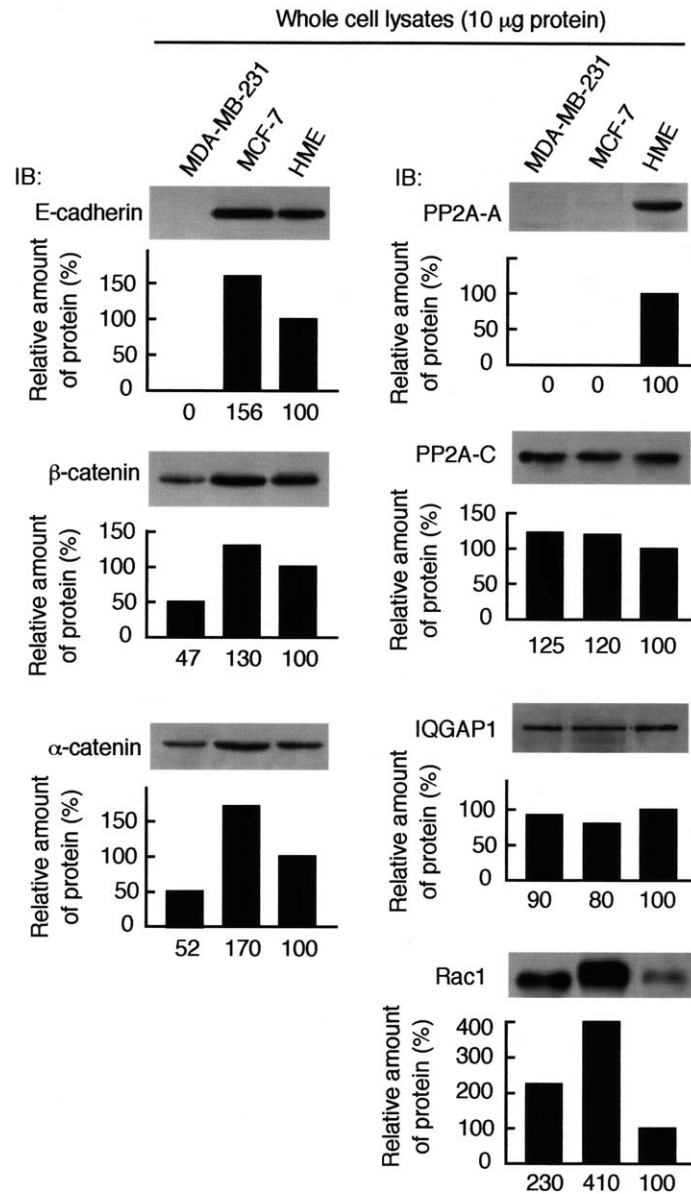 Whole cell lysates (10 μg protein)
MDA-MB-231
MCF-7
HME
IB:
E-cadherin
Relative amount
of protein (%)
150
100
50
0
0 156 100
β-catenin
Relative amount
of protein (%)
150
100
50
0
47 130 100
α-catenin
Relative amount
of protein (%)
150
100
50
0
52 170 100
MDA-MB-231
MCF-7
HME
IB:
PP2A-A
Relative amount
of protein (%)
150
100
50
0
0 0 100
PP2A-C
Relative amount
of protein (%)
150
100
50
0
125 120 100
IQGAP1
Relative amount
of protein (%)
100
50
0
90 80 100
Rac1
Relative amount
of protein (%)
400
300
200
100
0
230 410 100